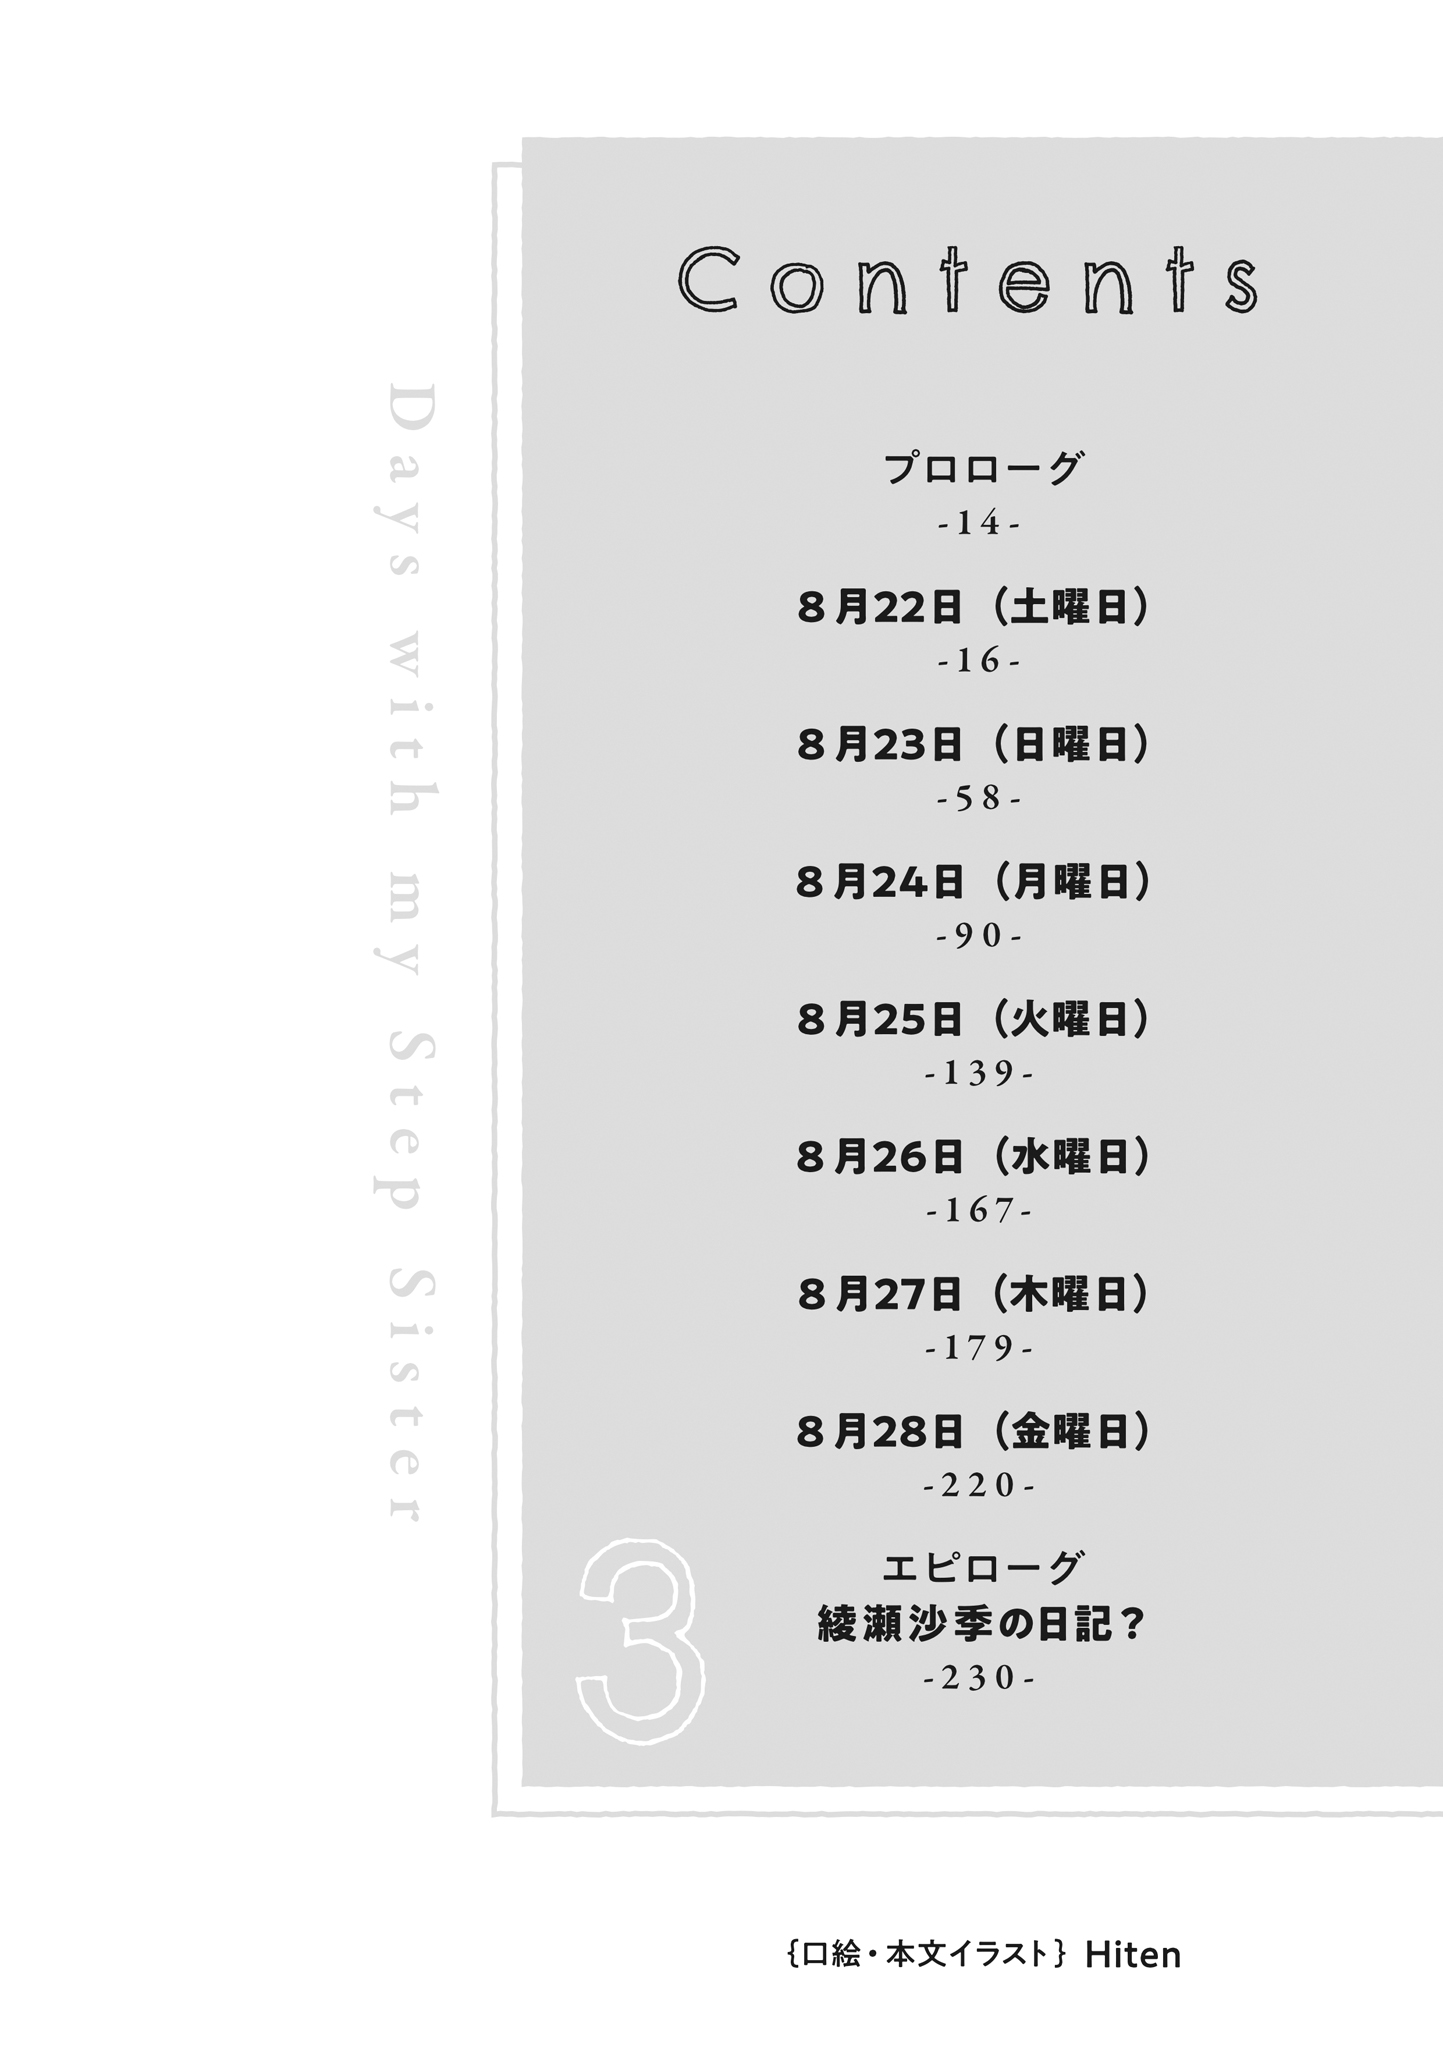 Contents
プロローグ
-14-
８月22日（土曜日）
-16-
８月23日（日曜日）
-58-
８月24日（月曜日）
-90-
８月25日（火曜日）
-139-
８月26日（水曜日）
-167-
８月27日（木曜日）
-179-
８月28日（金曜日）
-220-
エピローグ
綾瀬沙季の日記？
-230-
3
Days with my Step Sister
{口絵・本文イラスト} Hiten